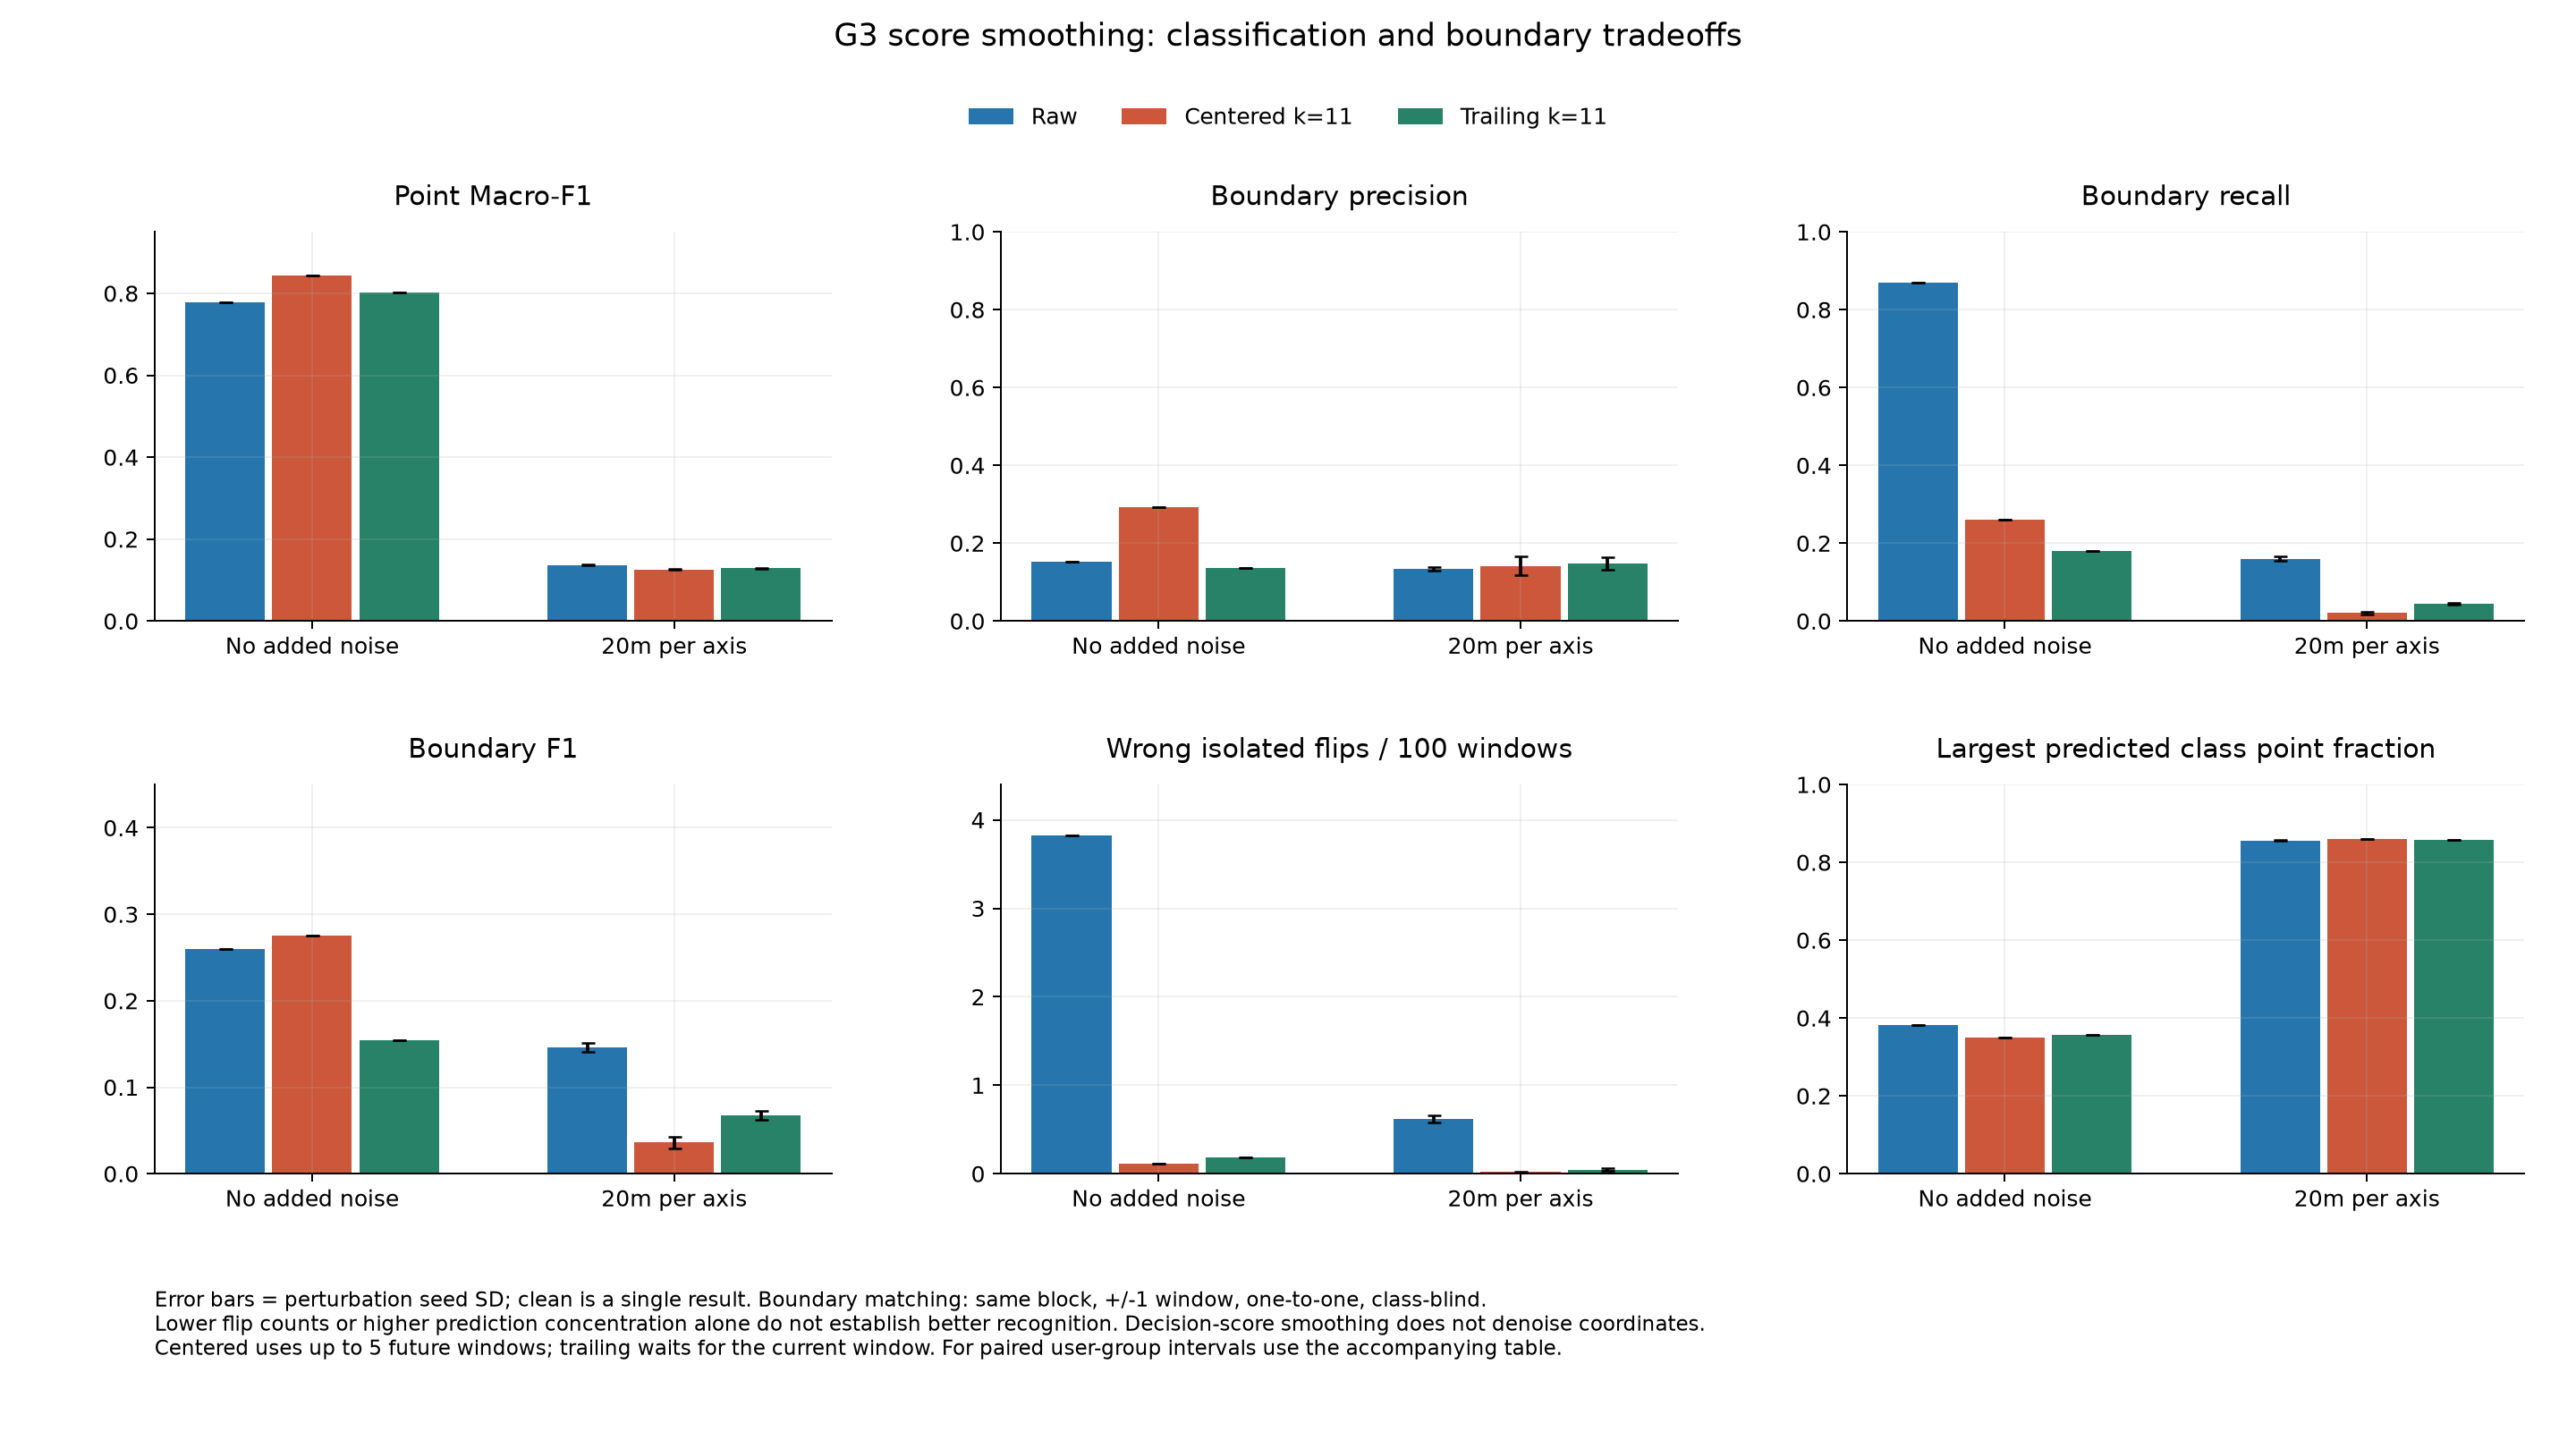 G3 score smoothing: classification and boundary tradeoffs
Raw
Centered k=11
Trailing k=11
Point Macro-F1
0.8
0.6
0.4
0.2
0.0
No added noise
20m per axis
Boundary precision
1.0
0.8
0.6
0.4
0.2
0.0
No added noise
20m per axis
Boundary recall
1.0
0.8
0.6
0.4
0.2
0.0
No added noise
20m per axis
Boundary F1
0.4
0.3
0.2
0.1
0.0
No added noise
20m per axis
Wrong isolated flips / 100 windows
4
3
2
1
0
No added noise
20m per axis
Largest predicted class point fraction
1.0
0.8
0.6
0.4
0.2
0.0
No added noise
20m per axis
Error bars = perturbation seed SD; clean is a single result. Boundary matching: same block, +/-1 window, one-to-one, class-blind.
Lower flip counts or higher prediction concentration alone do not establish better recognition. Decision-score smoothing does not denoise coordinates.
Centered uses up to 5 future windows; trailing waits for the current window. For paired user-group intervals use the accompanying table.